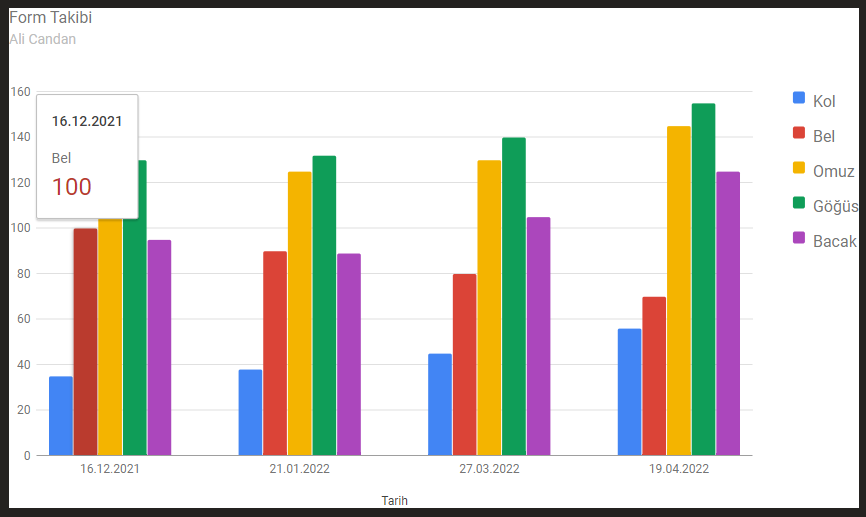 Form Takibi
Ali Candan
160
140
120
100
80
60
40
20
0
16.12.2021
Bel
100
16.12.2021
21.01.2022
27.03.2022
19.04.2022
Tarih
Kol
Bel
Omuz
Göğüs
Bacak